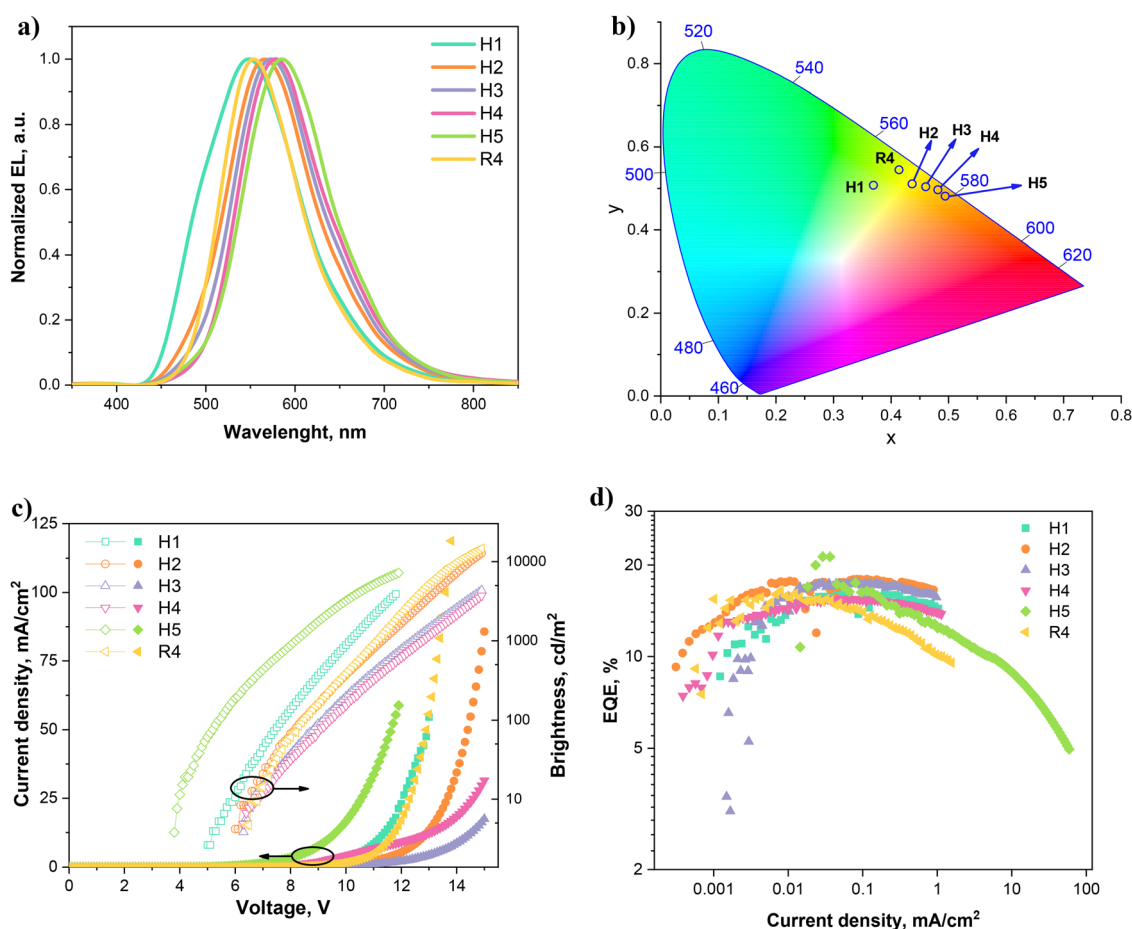 a)
1.0
0.8
0.6
0.4
0.2
0.0
400
500
600
700
800
Normalized EL, a.u.
Wavelenght, nm
H1
H2
H3
H4
H5
R4
b)
0.8
0.6
0.4
0.2
0.0
0.0
0.1
0.2
0.3
0.4
0.5
0.6
0.7
0.8
y
x
520
540
560
500
580
600
620
480
460
R4
H1
H2
H3
H4
H5
c)
125
100
75
50
25
0
0
2
4
6
8
10
12
14
Current density, mA/cm²
Voltage, V
10000
1000
100
10
Brightness, cd/m²
H1
H2
H3
H4
H5
R4
d)
30
20
10
5
2
0.001
0.01
0.1
1
10
100
EQE, %
Current density, mA/cm²
H1
H2
H3
H4
H5
R4